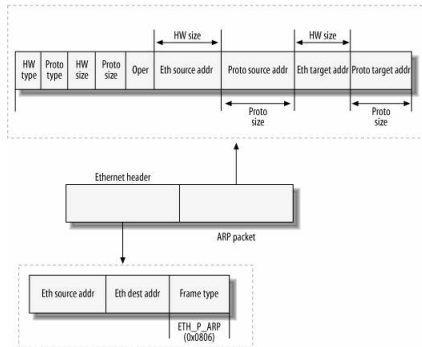 HW size
HW size
HW type
Proto type
HW size
Proto size
Oper
Eth source addr
Proto source addr
Eth target addr
Proto target addr
Proto size
Proto size
Ethernet header
ARP packet
Eth source addr
Eth dest addr
Frame type
ETH_P_ARP
(0x0806)